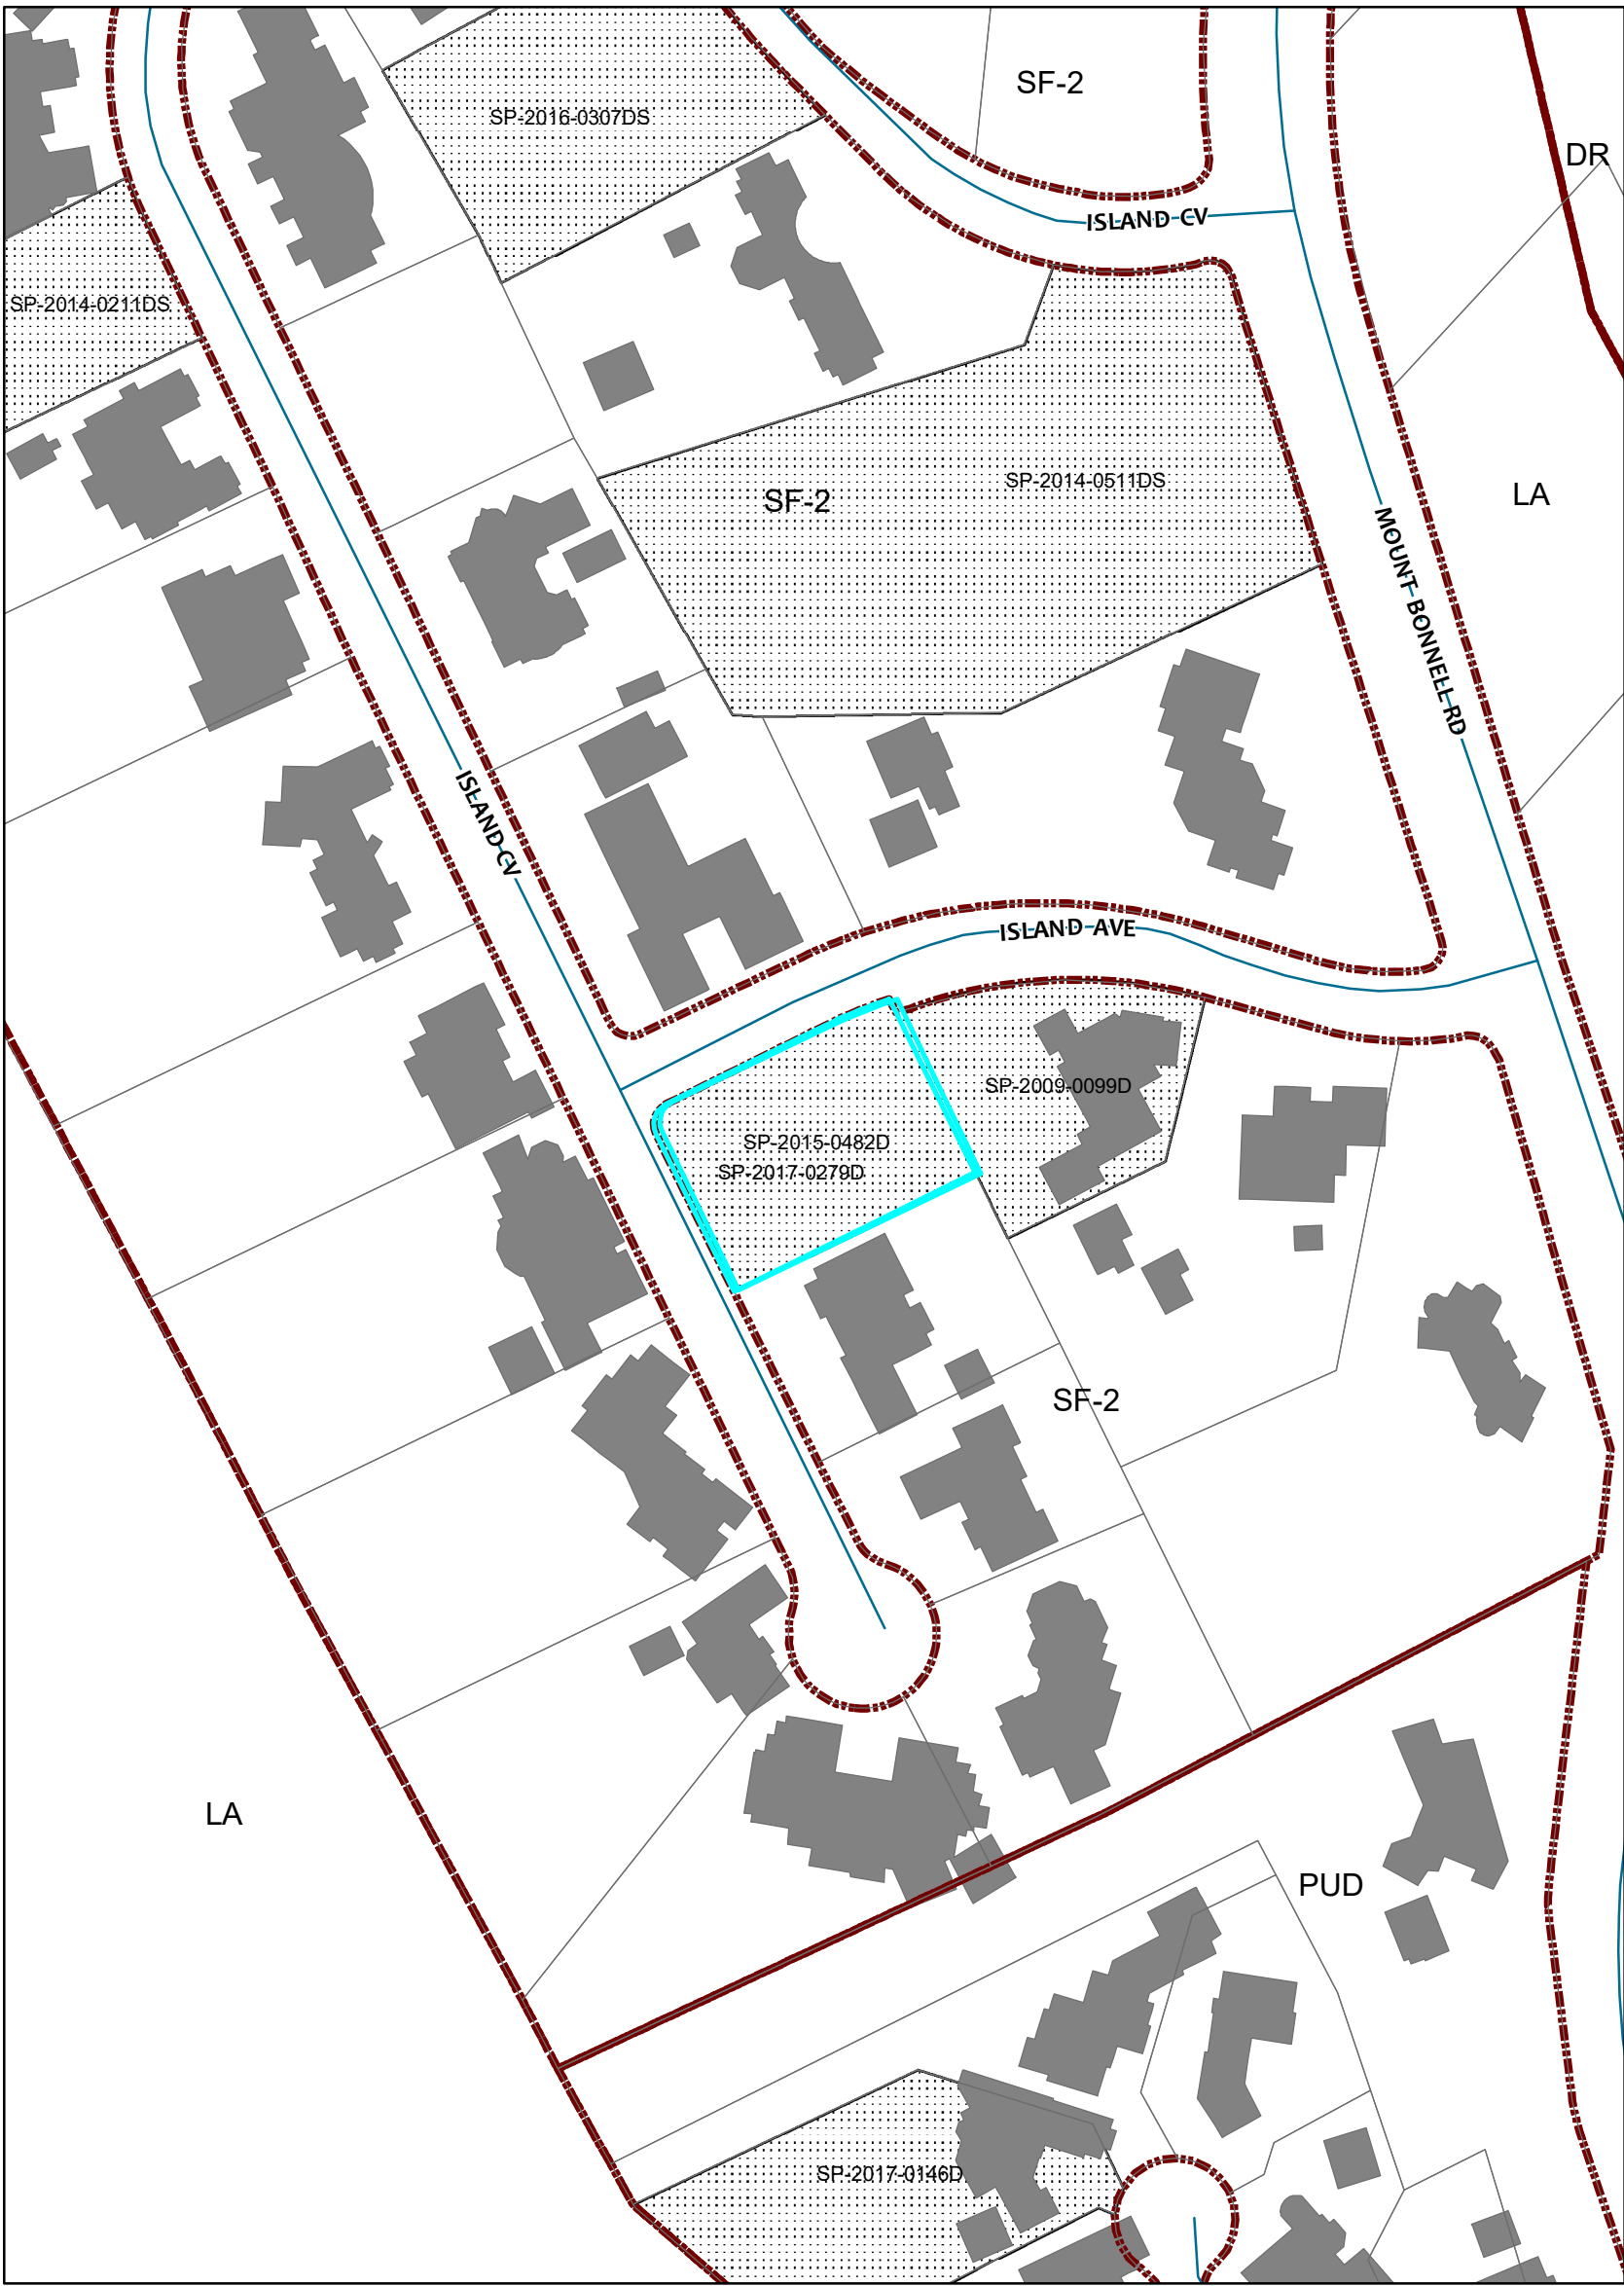 SF-2
SP-2016-0307DS
DR
ISLAND CV
SP-2014-0211DS
SP-2014-0511DS
SF-2
LA
MOUNT BONNELL RD
ISLAND CV
ISLAND AVE
SP-2009-0099D
SP-2015-0482D
SP-2017-0279D
SF-2
LA
PUD
SP-2017-0146D